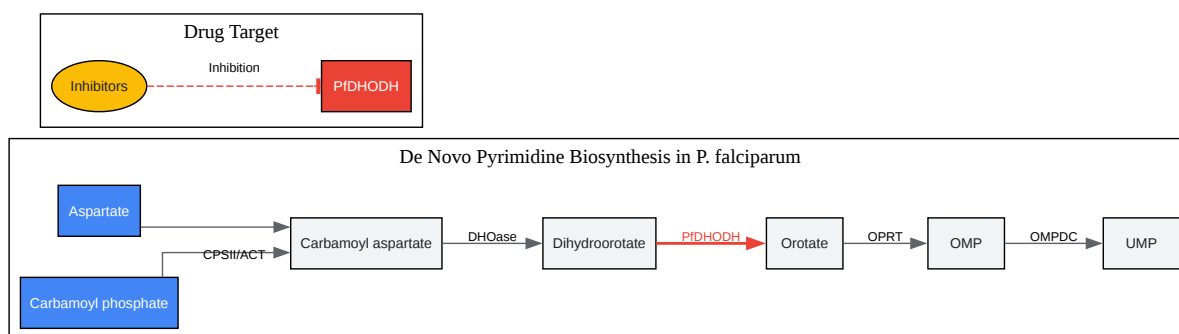 Drug Target
Inhibitors
Inhibition
PfDHODH
De Novo Pyrimidine Biosynthesis in P. falciparum
Aspartate
Carbamoyl phosphate
CPSII/ACT
Carbamoyl aspartate
DHOase
Dihydroorotate
PfDHODH
Orotate
OPRT
OMP
OMPDC
UMP